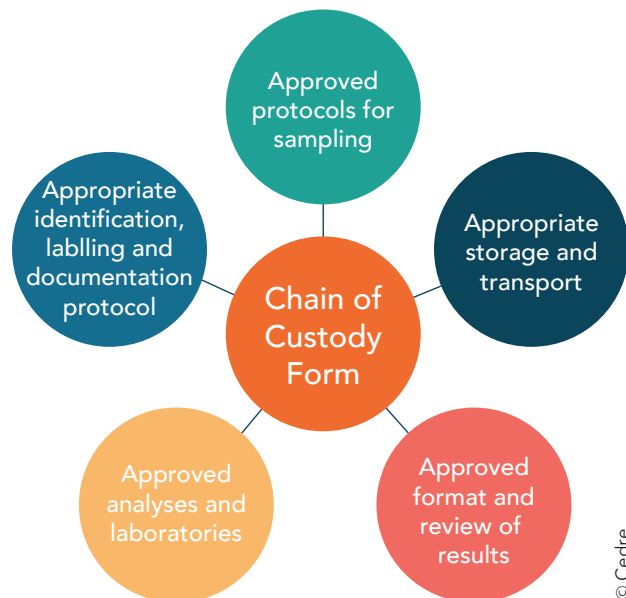 Approved
protocols for
sampling
Appropriate
identification,
lablling and
documentation
protocol
Appropriate
storage and
transport
Chain of
Custody
Form
Approved
analyses and
laboratories
Approved
format and
review of
results
© Cedre